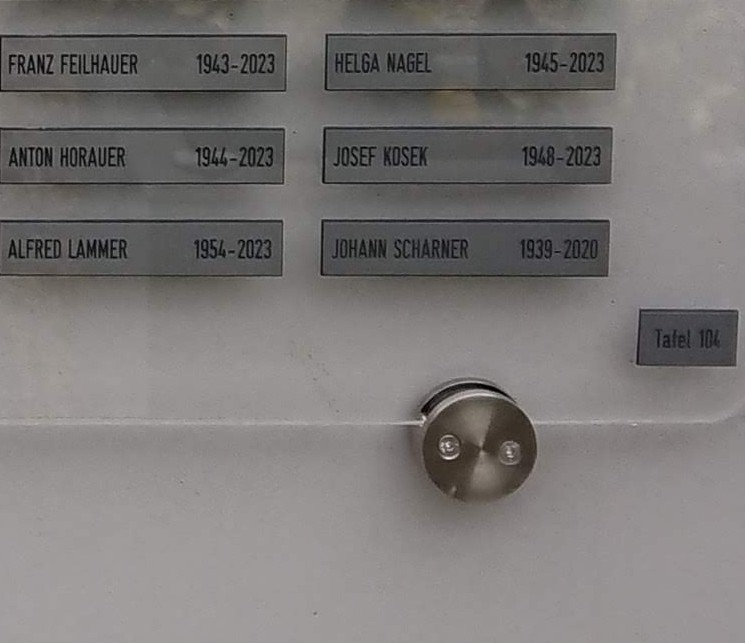 FRANZ FEILHAUER 1943-2023
HELGA NAGEL 1945-2023
ANTON HORAUER 1944-2023
JOSEF KOSEK 1948-2023
ALFRED LAMMER 1954-2023
JOHANN SCHARNER 1939-2020
Tafel 104